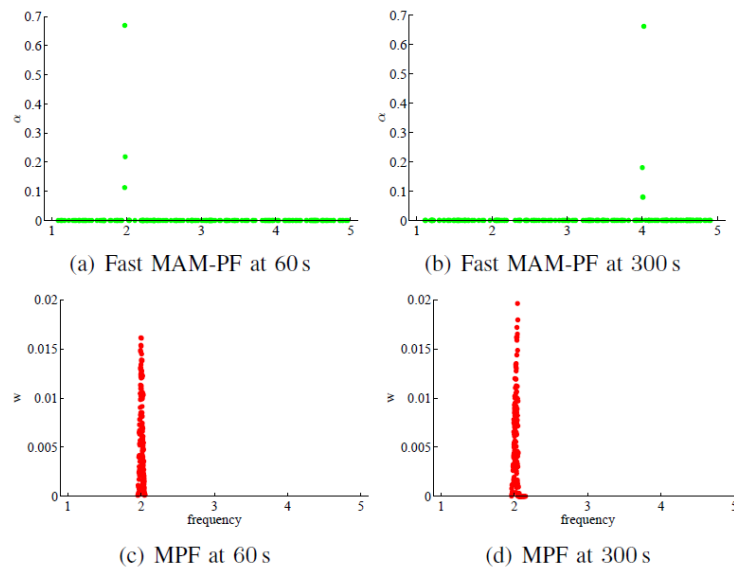 0.7
0.6
0.5
0.4
0.3
0.2
0.1
0
α
1 2 3 4 5
(a) Fast MAM-PF at 60 s
0.7
0.6
0.5
0.4
0.3
0.2
0.1
0
α
1 2 3 4 5
(b) Fast MAM-PF at 300 s
0.02
0.015
0.01
0.005
0
w
1 2 3 4 5
frequency
(c) MPF at 60 s
0.02
0.015
0.01
0.005
0
w
1 2 3 4 5
frequency
(d) MPF at 300 s